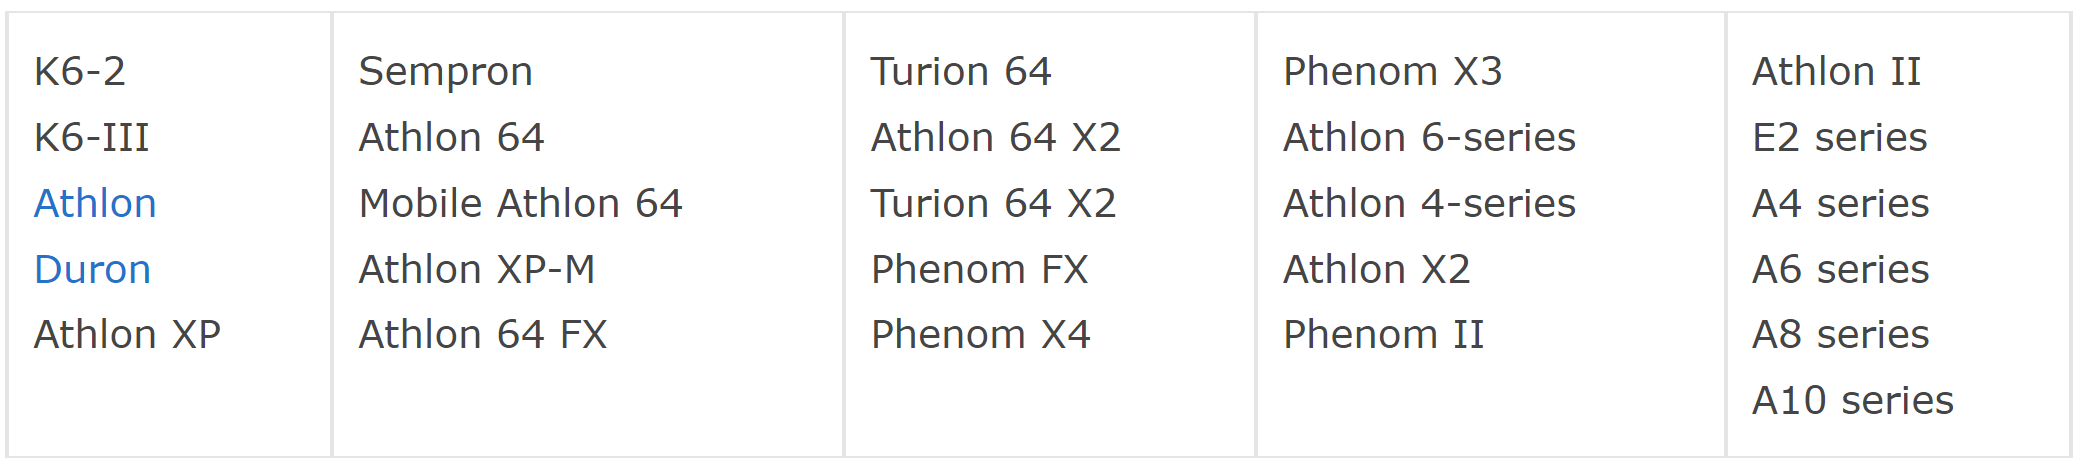 K6-2
K6-III
Athlon
Duron
Athlon XP
Sempron
Athlon 64
Mobile Athlon 64
Athlon XP-M
Athlon 64 FX
Turion 64
Athlon 64 X2
Turion 64 X2
Phenom FX
Phenom X4
Phenom X3
Athlon 6-series
Athlon 4-series
Athlon X2
Phenom II
Athlon II
E2 series
A4 series
A6 series
A8 series
A10 series